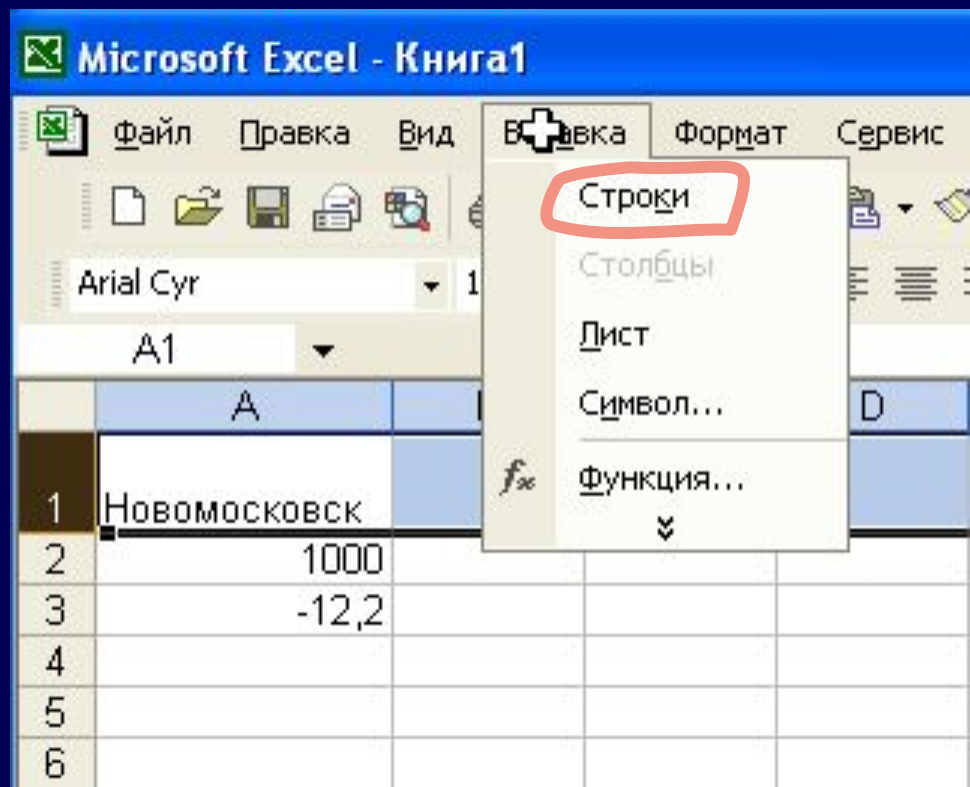 Microsoft Excel - Книга1
Файл Правка Вид Формат Сервис
Строки
Столбцы
Arial Cyr 1
Лист
A1
Символ...
A D
Функция...
1 Новомосковск
2 1000
3 -12,2
4
5
6